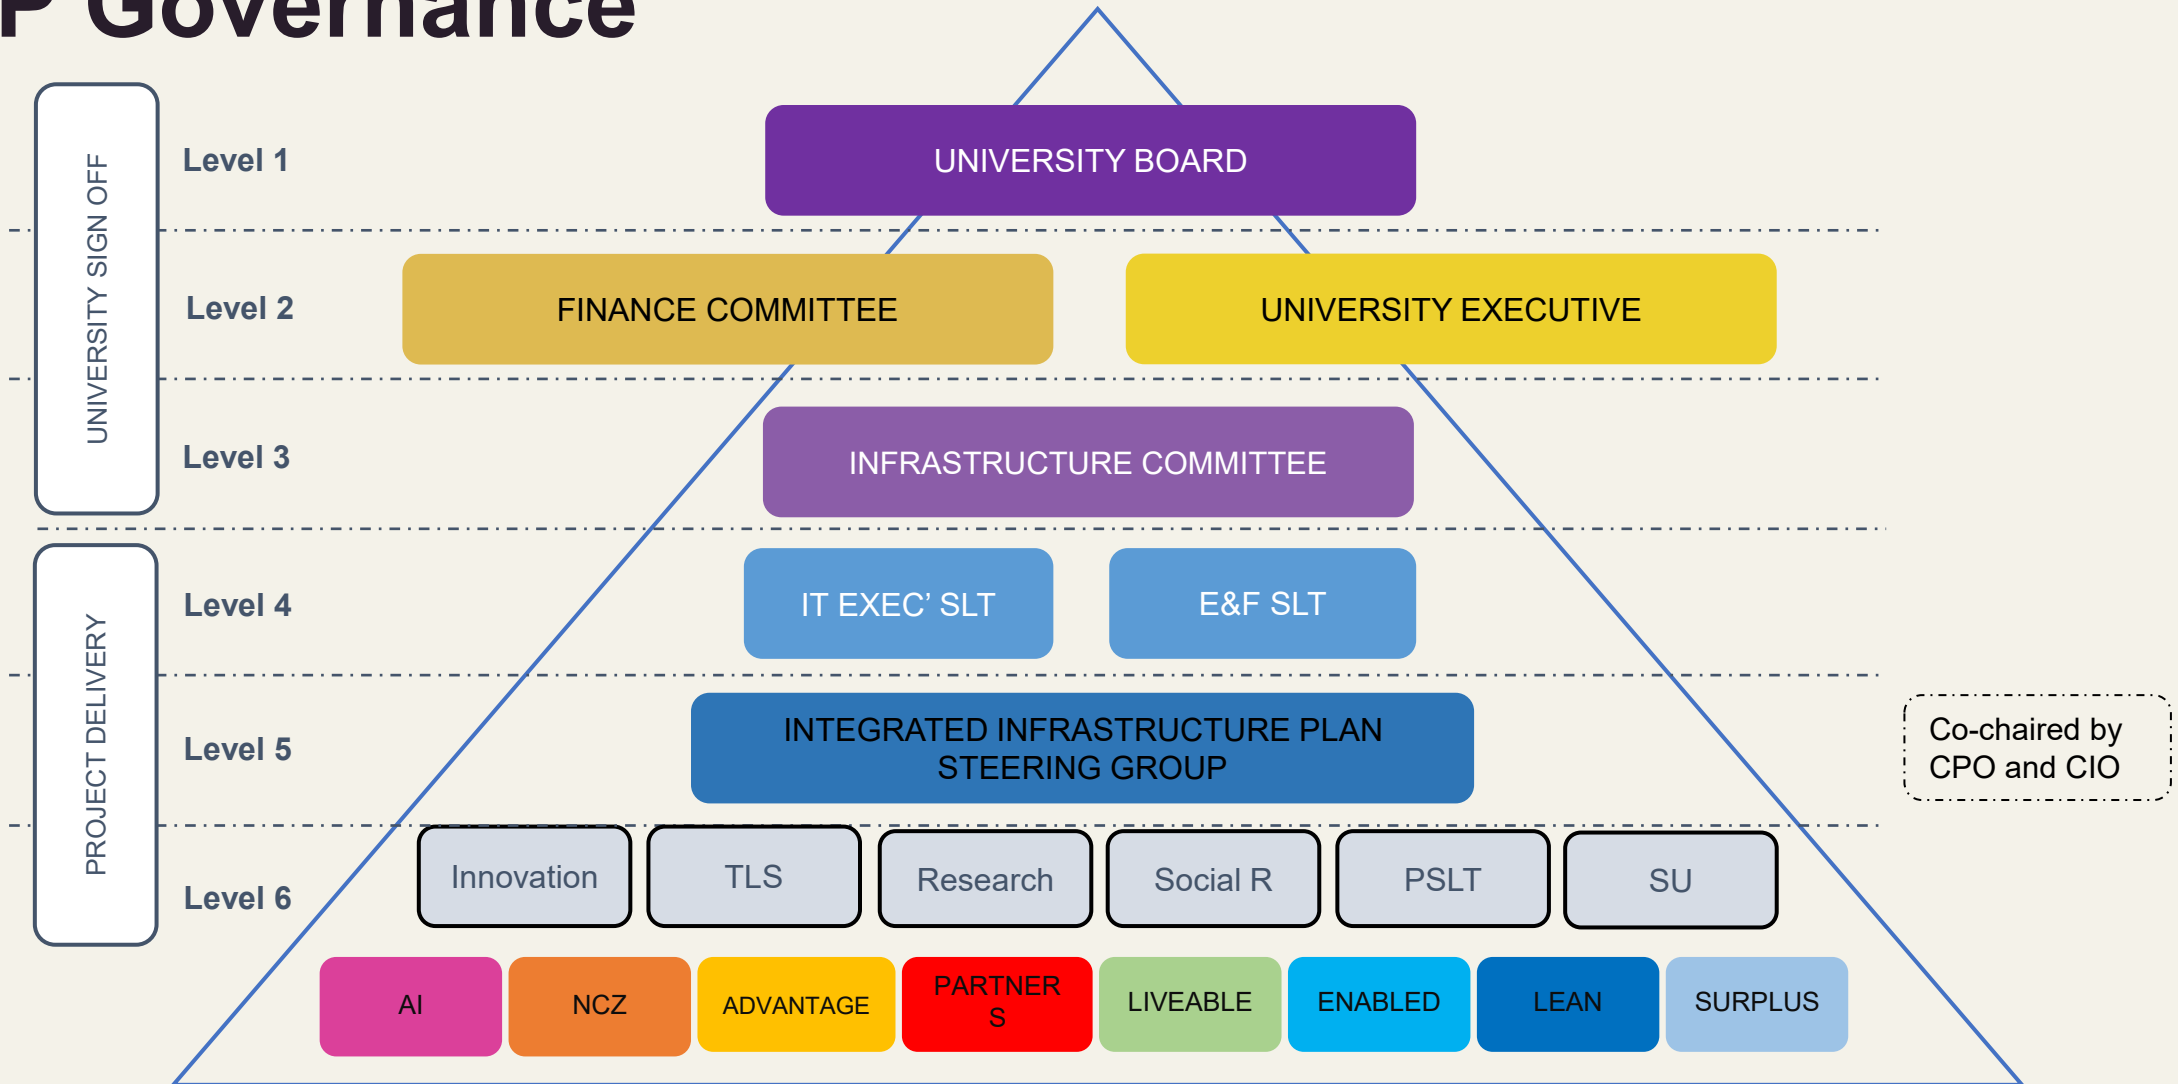 P Governance
UNIVERSITY SIGN OFF
Level 1
UNIVERSITY BOARD
Level 2
FINANCE COMMITTEE
UNIVERSITY EXECUTIVE
Level 3
INFRASTRUCTURE COMMITTEE
PROJECT DELIVERY
Level 4
IT EXEC’ SLT
E&F SLT
Level 5
INTEGRATED INFRASTRUCTURE PLAN
STEERING GROUP
Co-chaired by
CPO and CIO
Level 6
Innovation
TLS
Research
Social R
PSLT
SU
AI
NCZ
ADVANTAGE
PARTNER
S
LIVEABLE
ENABLED
LEAN
SURPLUS